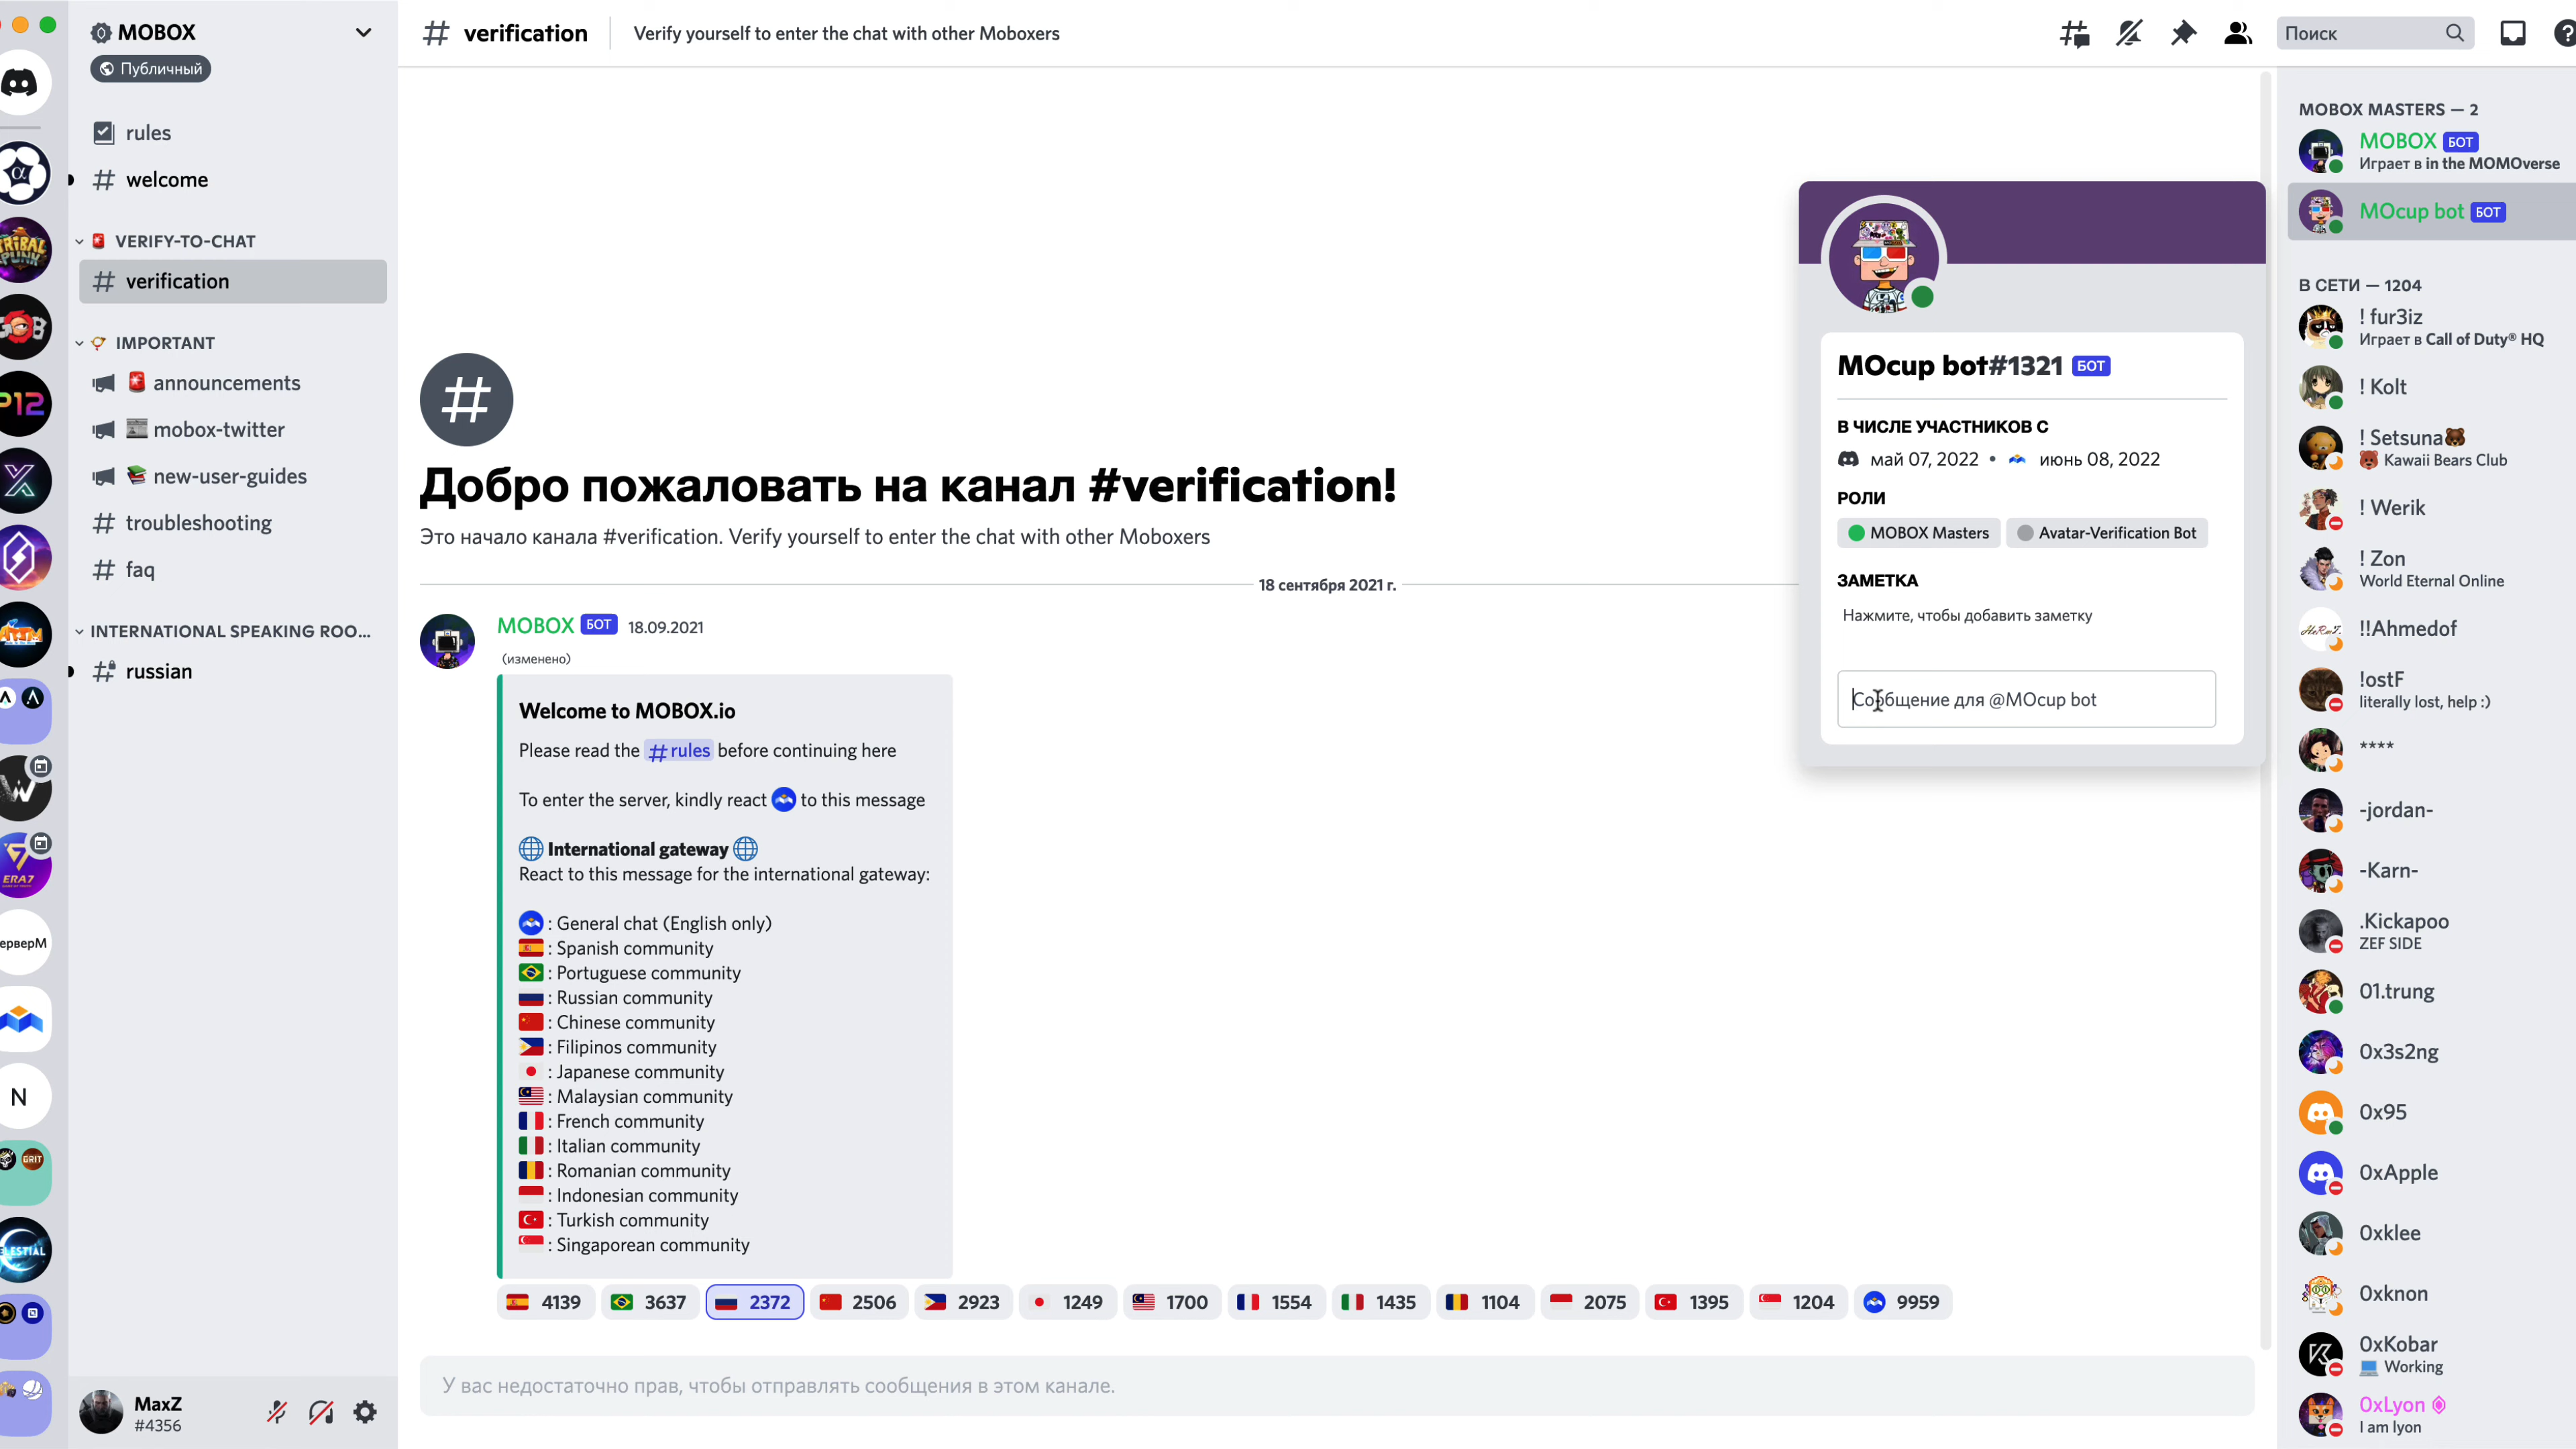 MOBOX
Публичный
rules
welcome
VERIFY-TO-CHAT
verification
IMPORTANT
announcements
mobox-twitter
new-user-guides
troubleshooting
faq
INTERNATIONAL SPEAKING ROO...
russian
P12
ERA7
ерверM
N
GRIT
MaxZ
#4356
verification
Verify yourself to enter the chat with other Moboxers
Поиск
Добро пожаловать на канал #verification!
Это начало канала #verification. Verify yourself to enter the chat with other Moboxers
18 сентября 2021 г.
MOBOX БОТ 18.09.2021
(изменено)
Welcome to MOBOX.io
Please read the #rules before continuing here
To enter the server, kindly react to this message
International gateway
React to this message for the international gateway:
: General chat (English only)
: Spanish community
: Portuguese community
: Russian community
: Chinese community
: Filipinos community
: Japanese community
: Malaysian community
: French community
: Italian community
: Romanian community
: Indonesian community
: Turkish community
: Singaporean community
4139 3637 2372 2506 2923 1249 1700 1554 1435 1104 2075 1395 1204 9959
У вас недостаточно прав, чтобы отправлять сообщения в этом канале.
MOcup bot#1321 БОТ
В ЧИСЛЕ УЧАСТНИКОВ С
май 07, 2022 • июнь 08, 2022
РОЛИ
MOBOX Masters Avatar-Verification Bot
ЗАМЕТКА
Нажмите, чтобы добавить заметку
Сообщение для @MOcup bot
MOBOX MASTERS — 2
MOBOX БОТ
Играет в in the MOMOverse
MOcup bot БОТ
В СЕТИ — 1204
! fur3iz
Играет в Call of Duty® HQ
! Kolt
! Setsuna
Kawaii Bears Club
! Werik
! Zon
World Eternal Online
!!Ahmedof
!ostF
literally lost, help :)
****
-jordan-
-Karn-
.Kickapoo
ZEF SIDE
01.trung
0x3s2ng
0x95
0xApple
0xklee
0xknon
0xKobar
Working
0xLyon
I am lyon